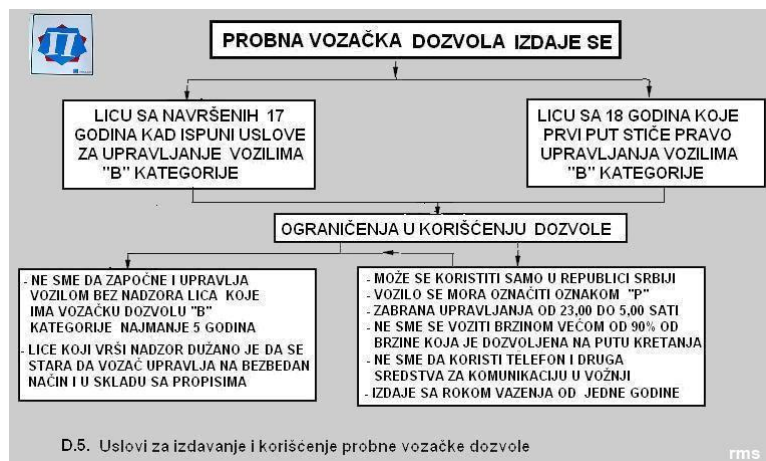 П
PROBNA VOZAČKA DOZVOLA IZDAJE SE
LICU SA NAVRŠENIH 17
GODINA KAD ISPUNI USLOVE
ZA UPRAVLJANJE VOZILIMA
"B" KATEGORIJE
LICU SA 18 GODINA KOJE
PRVI PUT STIČE PRAVO
UPRAVLJANJA VOZILIMA
"B" KATEGORIJE
OGRANIČENJA U KORIŠĆENJU DOZVOLE
- NE SME DA ZAPOČNE I UPRAVLJA
VOZILOM BEZ NADZORA LICA KOJE
IMA VOZAČKU DOZVOLU "B"
KATEGORIJE NAJMANJE 5 GODINA
- LICE KOJI VRŠI NADZOR DUŽANO JE DA SE
STARA DA VOZAČ UPRAVLJA NA BEZBEDAN
NAČIN I U SKLADU SA PROPISIMA
- MOŽE SE KORISTITI SAMO U REPUBLICI SRBIJI
- VOZILO SE MORA OZNAČITI OZNAKOM "P"
- ZABRANA UPRAVLJANJA OD 23,00 DO 5,00 SATI
- NE SME SE VOZITI BRZINOM VEĆOM OD 90% OD
BRZINE KOJA JE DOZVOLJENA NA PUTU KRETANJA
- NE SME DA KORISTI TELEFON I DRUGA
SREDSTVA ZA KOMUNIKACIJU U VOŽNJI
- IZDAJE SA ROKOM VAZENJA OD JEDNE GODINE
D.5. Uslovi za izdavanje i korišćenje probne vozačke dozvole
rms